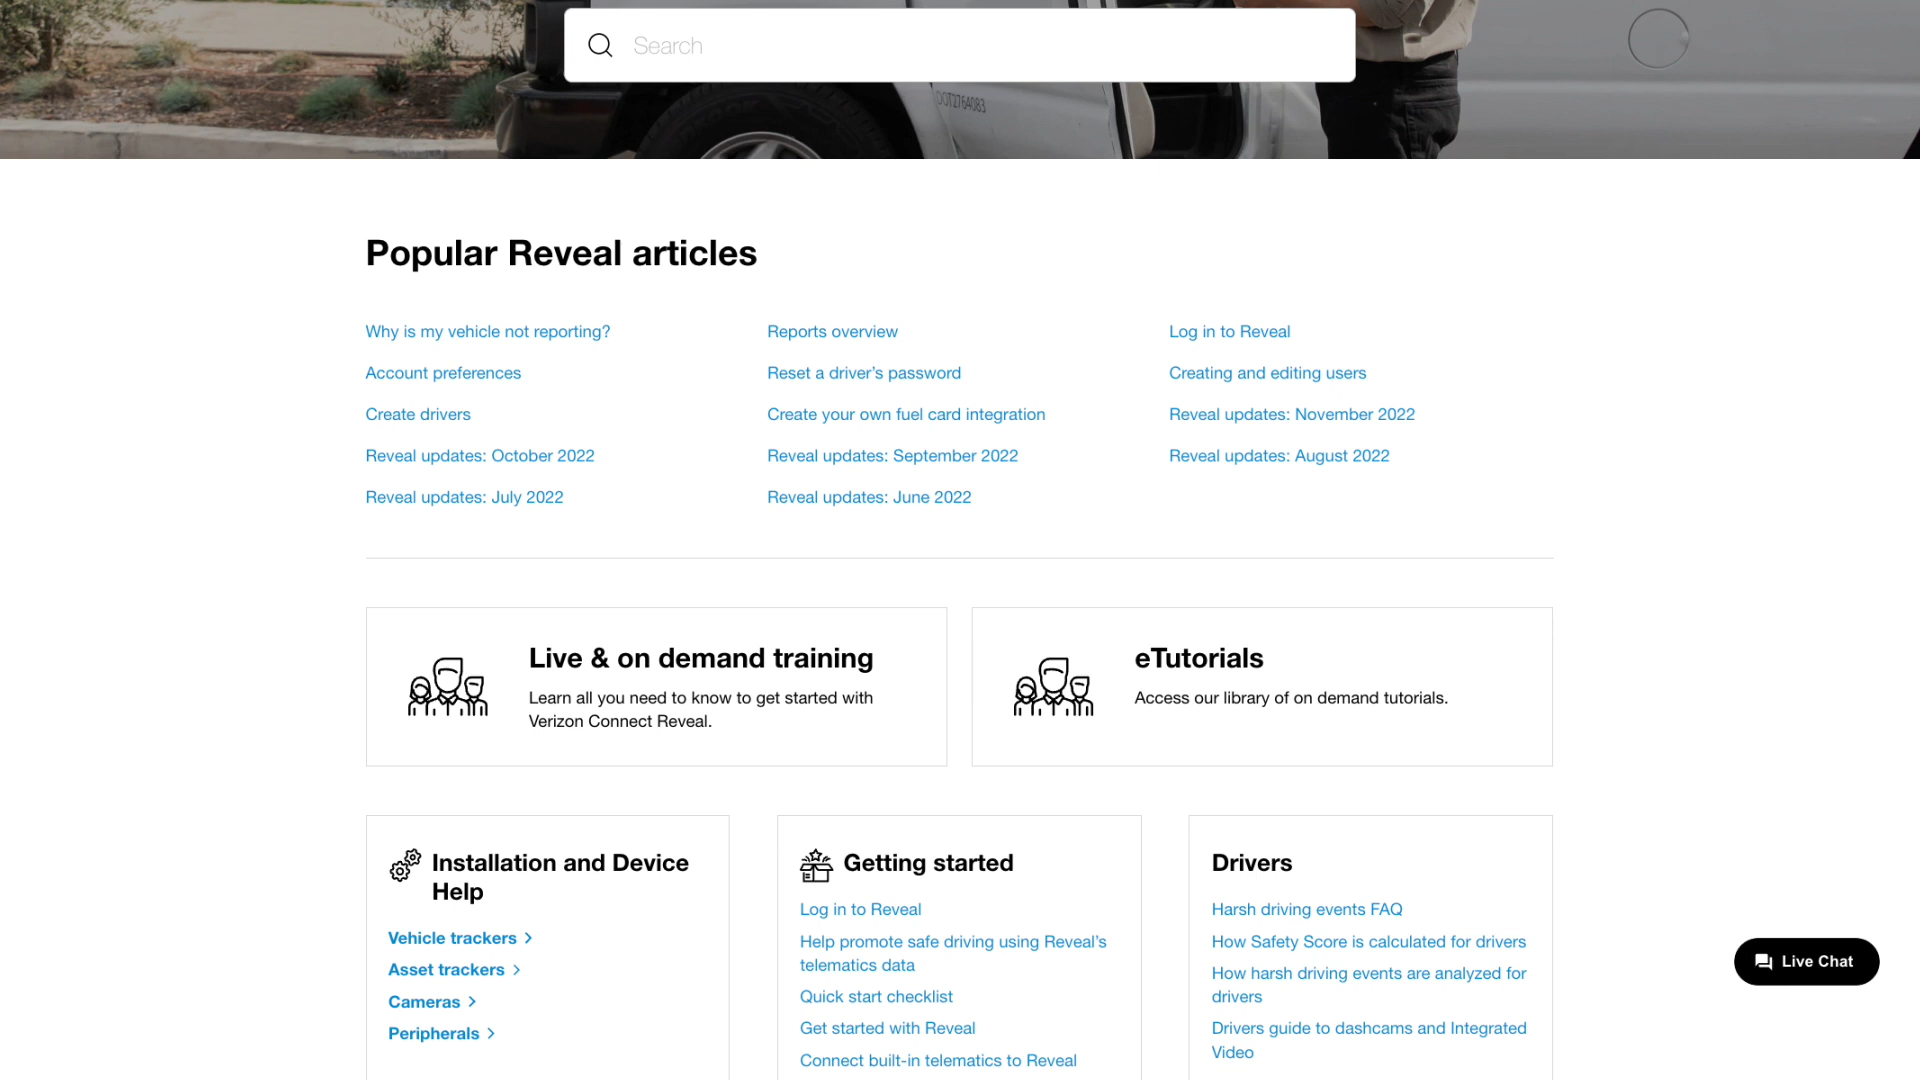 Search
DOT2764083
Popular Reveal articles
Why is my vehicle not reporting?
Reports overview
Log in to Reveal
Account preferences
Reset a driver’s password
Creating and editing users
Create drivers
Create your own fuel card integration
Reveal updates: November 2022
Reveal updates: October 2022
Reveal updates: September 2022
Reveal updates: August 2022
Reveal updates: July 2022
Reveal updates: June 2022
Live & on demand training
Learn all you need to know to get started with
Verizon Connect Reveal.
eTutorials
Access our library of on demand tutorials.
Installation and Device
Help
Vehicle trackers
Asset trackers
Cameras
Peripherals
Getting started
Log in to Reveal
Help promote safe driving using Reveal’s
telematics data
Quick start checklist
Get started with Reveal
Connect built-in telematics to Reveal
Drivers
Harsh driving events FAQ
How Safety Score is calculated for drivers
How harsh driving events are analyzed for
drivers
Drivers guide to dashcams and Integrated
Video
Live Chat